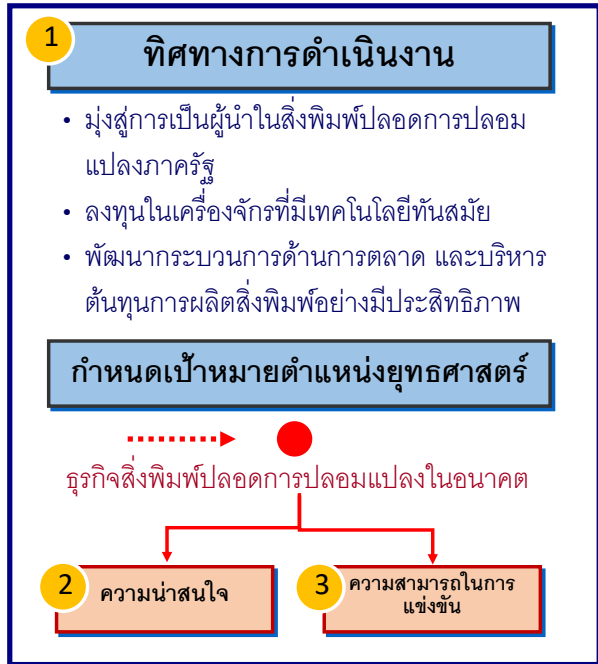 1
ทิศทางการดำเนินงาน
• มุ่งสู่การเป็นผู้นำในสิ่งพิมพ์ปลอดการปลอม
แปลงภาครัฐ
• ลงทุนในเครื่องจักรที่มีเทคโนโลยีทันสมัย
• พัฒนากระบวนการด้านการตลาด และบริหาร
ต้นทุนการผลิตสิ่งพิมพ์อย่างมีประสิทธิภาพ
กำหนดเป้าหมายตำแหน่งยุทธศาสตร์
ธุรกิจสิ่งพิมพ์ปลอดการปลอมแปลงในอนาคต
2
ความน่าสนใจ
3
ความสามารถในการ
แข่งขัน